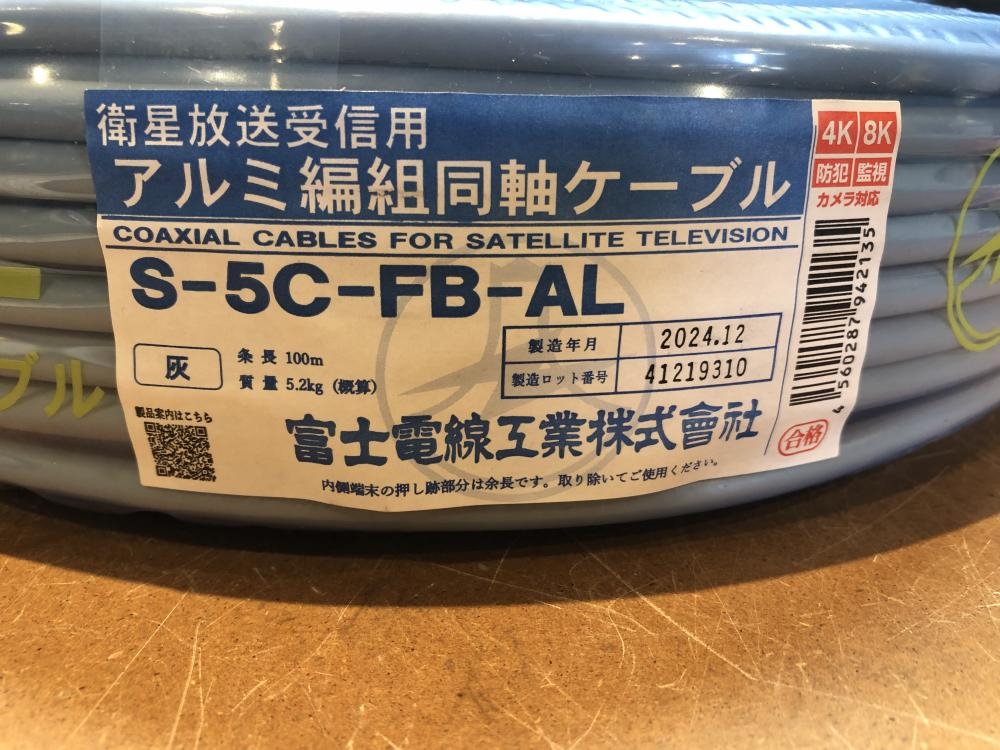 衛星放送受信用
アルミ編組同軸ケーブル
COAXIAL CABLES FOR SATELLITE TELEVISION
S-5C-FB-AL
灰
条長 100m
質量 5.2kg (概算)
製造年月 2024.12
製造ロット番号 41219310
製品案内はこちら
富士電線工業株式會社
内側端末の押し跡部分は余長です。取り除いてご使用ください。
4K 8K
防犯 監視
カメラ対応
4560287942135
合格
ブル